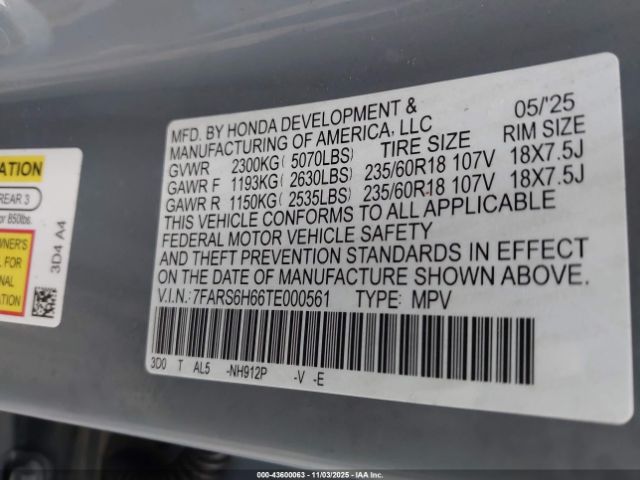 MFD. BY HONDA DEVELOPMENT & 05/'25
MANUFACTURING OF AMERICA, LLC
TIRE SIZE RIM SIZE
GVWR 2300KG( 5070LBS)
GAWR F 1193KG( 2630LBS) 235/60R18 107V 18X7.5J
GAWR R 1150KG( 2535LBS) 235/60R18 107V 18X7.5J
THIS VEHICLE CONFORMS TO ALL APPLICABLE
FEDERAL MOTOR VEHICLE SAFETY
AND THEFT PREVENTION STANDARDS IN EFFECT
ON THE DATE OF MANUFACTURE SHOWN ABOVE.
V.I.N.:7FARS6H66TE000561 TYPE: MPV
3D0 T AL5 -NH912P -V -E
ATION
REAR 3
or 850lbs.
WNER'S
L FOR
ONAL
ATION
3D4 A4
000-43600063 - 11/03/2025 - IAA, Inc.